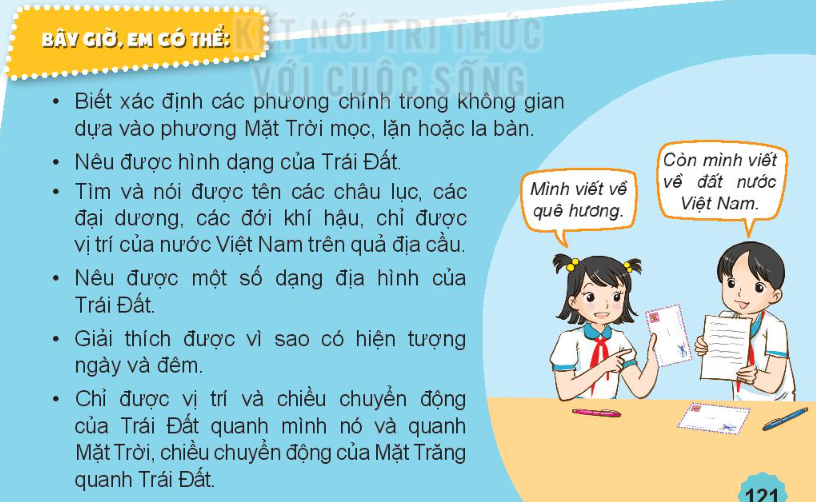 KẾT NỐI TRI THỨC
VỚI CUỘC SỐNG
BÂY GIỜ, EM CÓ THỂ:
• Biết xác định các phương chính trong không gian
dựa vào phương Mặt Trời mọc, lặn hoặc la bàn.
• Nêu được hình dạng của Trái Đất.
• Tìm và nói được tên các châu lục, các
đại dương, các đới khí hậu, chỉ được
vị trí của nước Việt Nam trên quả địa cầu.
• Nêu được một số dạng địa hình của
Trái Đất.
• Giải thích được vì sao có hiện tượng
ngày và đêm.
• Chỉ được vị trí và chiều chuyển động
của Trái Đất quanh mình nó và quanh
Mặt Trời, chiều chuyển động của Mặt Trăng
quanh Trái Đất.
Mình viết về
quê hương.
Còn mình viết
về đất nước
Việt Nam.
121